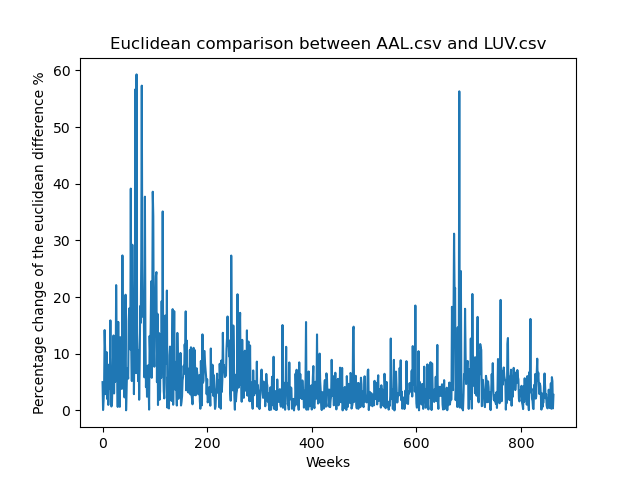 Euclidean comparison between AAL.csv and LUV.csv
Percentage change of the euclidean difference %
60
50
40
30
20
10
0
0 200 400 600 800
Weeks